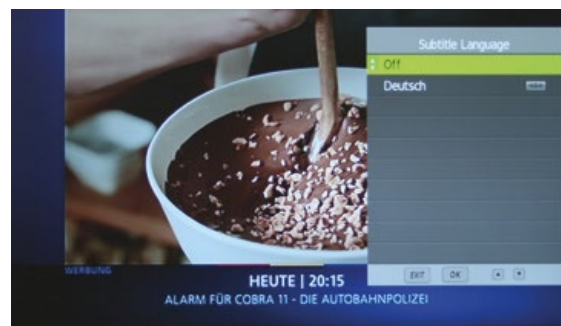 Subtitle Language
Off
Deutsch
EXIT OK
WERBUNG
HEUTE | 20:15
ALARM FÜR COBRA 11 - DIE AUTOBAHNPOLIZEI